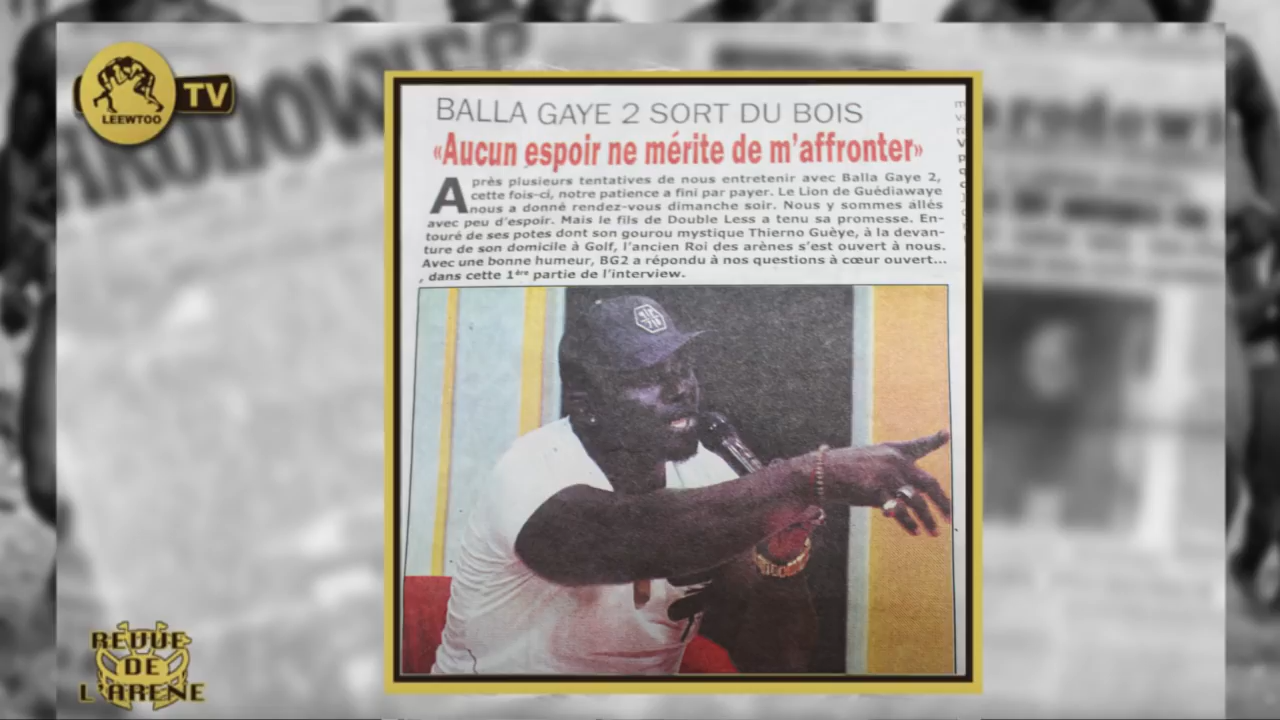 LEEWTOO
TV
BALLA GAYE 2 SORT DU BOIS
«Aucun espoir ne mérite de m'affronter»
Après plusieurs tentatives de nous entretenir avec Balla Gaye 2,
cette fois-ci, notre patience a fini par payer. Le Lion de Guédiawaye
nous a donné rendez-vous dimanche soir. Nous y sommes allés
avec peu d'espoir. Mais le fils de Double Less a tenu sa promesse. En-
touré de ses potes dont son gourou mystique Thierno Guèye, à la devan-
ture de son domicile à Golf, l'ancien Roi des arènes s'est ouvert à nous.
Avec une bonne humeur, BG2 a répondu à nos questions à cœur ouvert...
, dans cette 1ère partie de l'interview.
REVUE
DE
L'ARENE